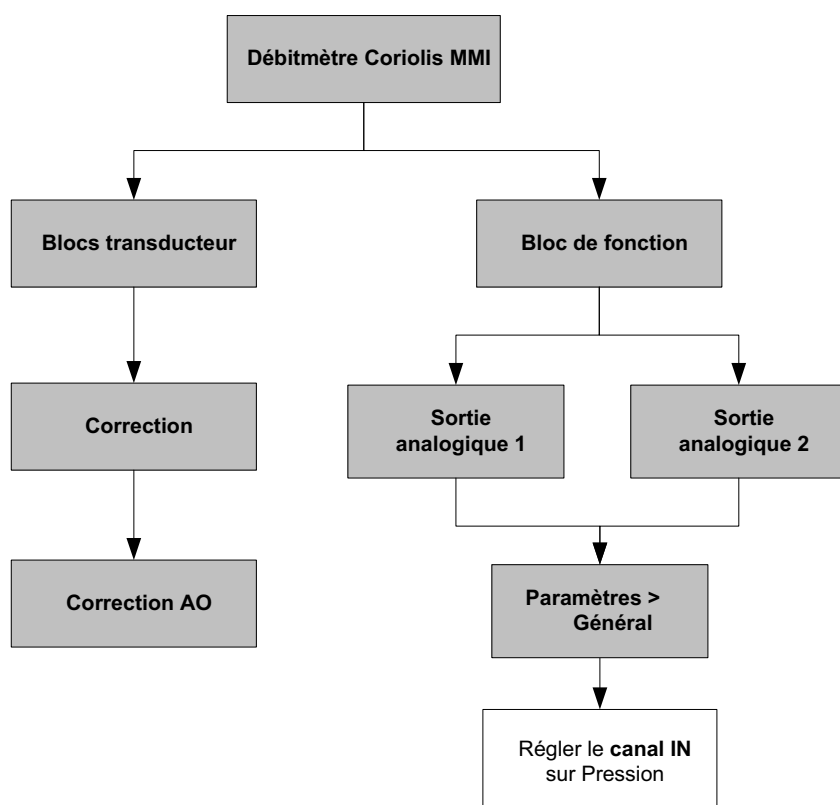 Débitmètre Coriolis MMI
Blocs transducteur
Bloc de fonction
Correction
Sortie
analogique 1
Sortie
analogique 2
Correction AO
Paramètres >
Général
Régler le canal IN
sur Pression